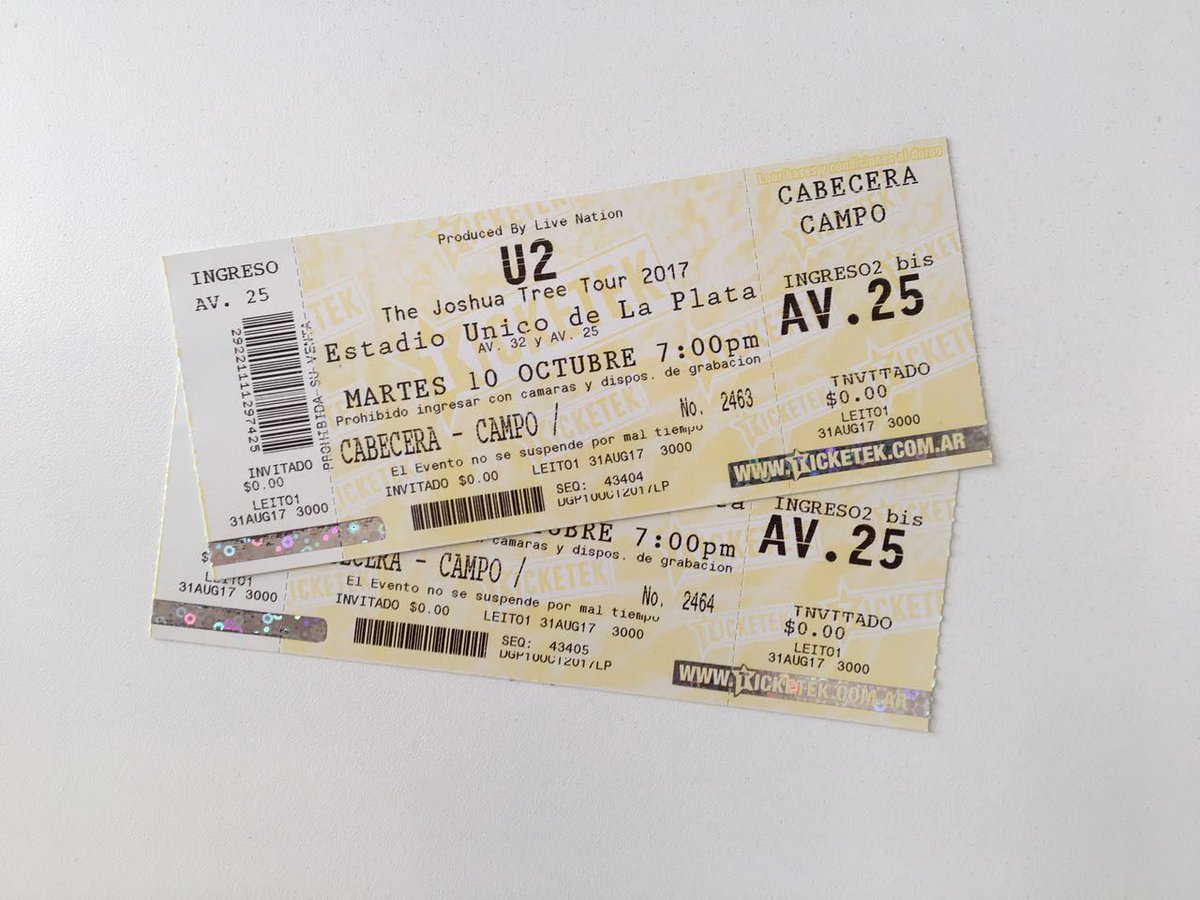 INGRESO
AV. 25
2922111297425
PROHIBIDA SU VENTA
INVITADO
$0.00
LEIT01
31AUG17 3000
Produced By Live Nation
U2
The Joshua Tree Tour 2017
Estadio Unico de La Plata
AV. 32 y AV. 25
MARTES 10 OCTUBRE 7:00pm
Prohibido ingresar con camaras y dispos. de grabacion
CABECERA - CAMPO / No. 2463
El Evento no se suspende por mal tiempo
INVITADO $0.00 LEIT01 31AUG17 3000
SEQ: 43404
DGP10OCT2017LP
Leer bases y condiciones al dorso
CABECERA
CAMPO
INGRESO2 bis
AV.25
INVITADO
$0.00
LEIT01
31AUG17 3000
WWW.TICKETEK.COM.AR
31AUG17 3000
7:00pm
camaras y dispos. de grabacion
CAMPO / No. 2464
El Evento no se suspende por mal tiempo
INVITADO $0.00 LEIT01 31AUG17 3000
SEQ: 43405
DGP10OCT2017LP
INGRESO2 bis
AV.25
INVITADO
$0.00
LEIT01
31AUG17 3000
WWW.TICKETEK.COM.AR